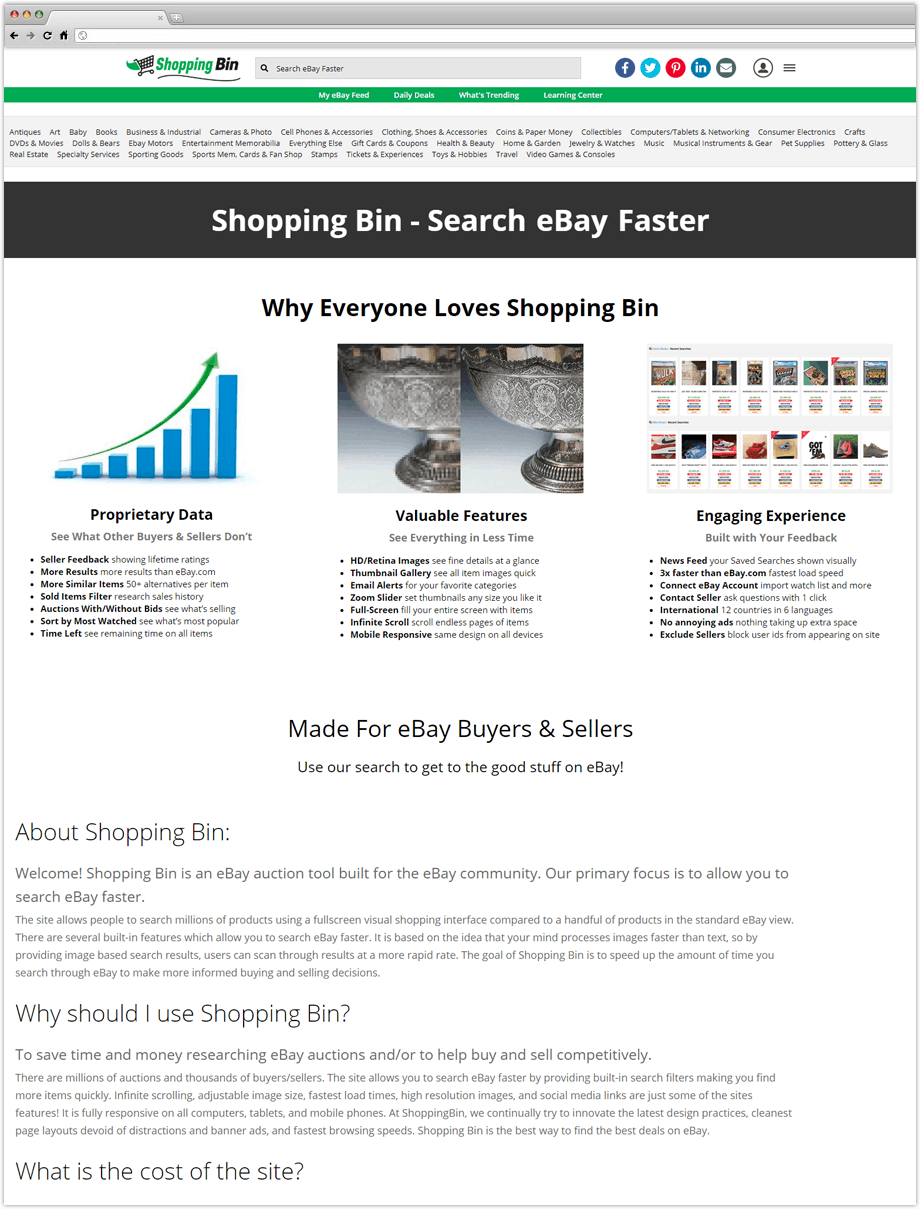 Shopping Bin
Search eBay Faster
My eBay Feed Daily Deals What's Trending Learning Center
Antiques Art Baby Books Business & Industrial Cameras & Photo Cell Phones & Accessories Clothing, Shoes & Accessories Coins & Paper Money Collectibles Computers/Tablets & Networking Consumer Electronics Crafts
DVDs & Movies Dolls & Bears Ebay Motors Entertainment Memorabilia Everything Else Gift Cards & Coupons Health & Beauty Home & Garden Jewelry & Watches Music Musical Instruments & Gear Pet Supplies Pottery & Glass
Real Estate Specialty Services Sporting Goods Sports Mem, Cards & Fan Shop Stamps Tickets & Experiences Toys & Hobbies Travel Video Games & Consoles
Shopping Bin - Search eBay Faster
Why Everyone Loves Shopping Bin
GOT
'EM
Proprietary Data
See What Other Buyers & Sellers Don't
• Seller Feedback showing lifetime ratings
• More Results more results than eBay.com
• More Similar Items 50+ alternatives per item
• Sold Items Filter research sales history
• Auctions With/Without Bids see what's selling
• Sort by Most Watched see what's most popular
• Time Left see remaining time on all items
Valuable Features
See Everything in Less Time
• HD/Retina Images see fine details at a glance
• Thumbnail Gallery see all item images quick
• Email Alerts for your favorite categories
• Zoom Slider set thumbnails any size you like it
• Full-Screen fill your entire screen with items
• Infinite Scroll scroll endless pages of items
• Mobile Responsive same design on all devices
Engaging Experience
Built with Your Feedback
• News Feed your Saved Searches shown visually
• 3x faster than eBay.com fastest load speed
• Connect eBay Account import watch list and more
• Contact Seller ask questions with 1 click
• International 12 countries in 6 languages
• No annoying ads nothing taking up extra space
• Exclude Sellers block user ids from appearing on site
Made For eBay Buyers & Sellers
Use our search to get to the good stuff on eBay!
About Shopping Bin:
Welcome! Shopping Bin is an eBay auction tool built for the eBay community. Our primary focus is to allow you to
search eBay faster.
The site allows people to search millions of products using a fullscreen visual shopping interface compared to a handful of products in the standard eBay view.
There are several built-in features which allow you to search eBay faster. It is based on the idea that your mind processes images faster than text, so by
providing image based search results, users can scan through results at a more rapid rate. The goal of Shopping Bin is to speed up the amount of time you
search through eBay to make more informed buying and selling decisions.
Why should I use Shopping Bin?
To save time and money researching eBay auctions and/or to help buy and sell competitively.
There are millions of auctions and thousands of buyers/sellers. The site allows you to search eBay faster by providing built-in search filters making you find
more items quickly. Infinite scrolling, adjustable image size, fastest load times, high resolution images, and social media links are just some of the sites
features! It is fully responsive on all computers, tablets, and mobile phones. At ShoppingBin, we continually try to innovate the latest design practices, cleanest
page layouts devoid of distractions and banner ads, and fastest browsing speeds. Shopping Bin is the best way to find the best deals on eBay.
What is the cost of the site?